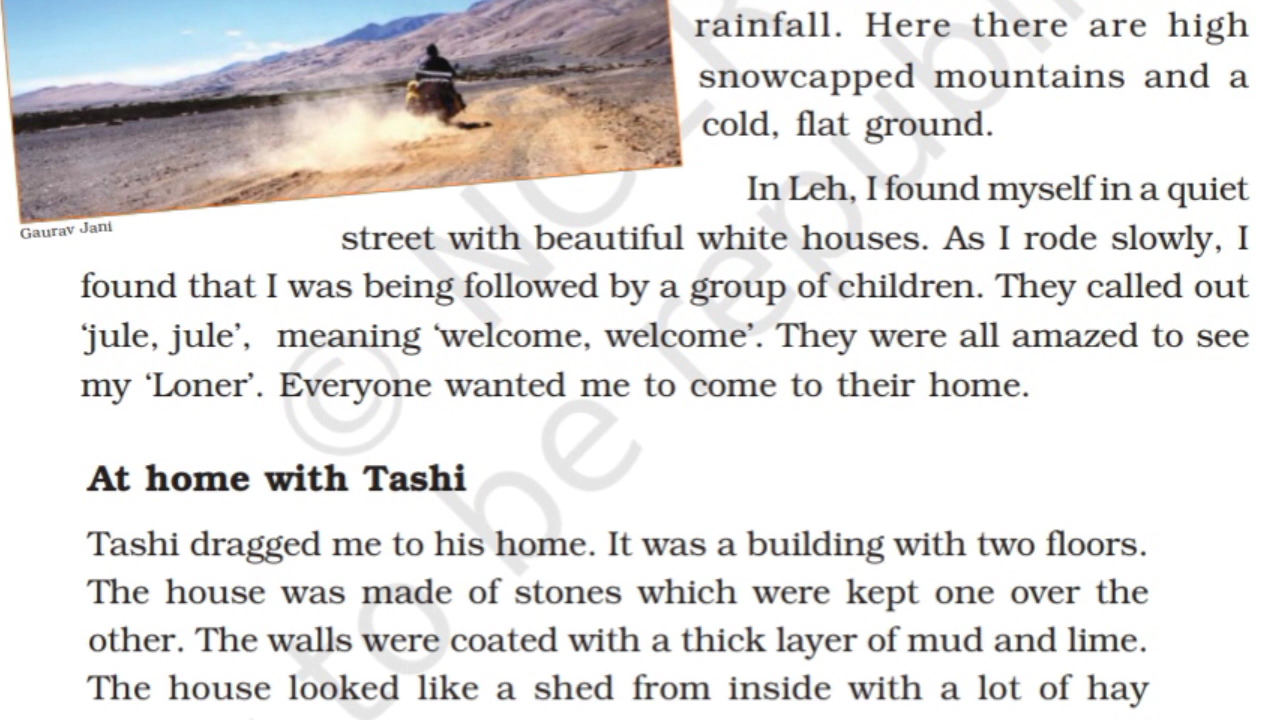 rainfall. Here there are high
snowcapped mountains and a
cold, flat ground.
In Leh, I found myself in a quiet
Gaurav Jani
street with beautiful white houses. As I rode slowly, I
found that I was being followed by a group of children. They called out
‘jule, jule’, meaning ‘welcome, welcome’. They were all amazed to see
my ‘Loner’. Everyone wanted me to come to their home.
At home with Tashi
Tashi dragged me to his home. It was a building with two floors.
The house was made of stones which were kept one over the
other. The walls were coated with a thick layer of mud and lime.
The house looked like a shed from inside with a lot of hay
© NCER
to be republi